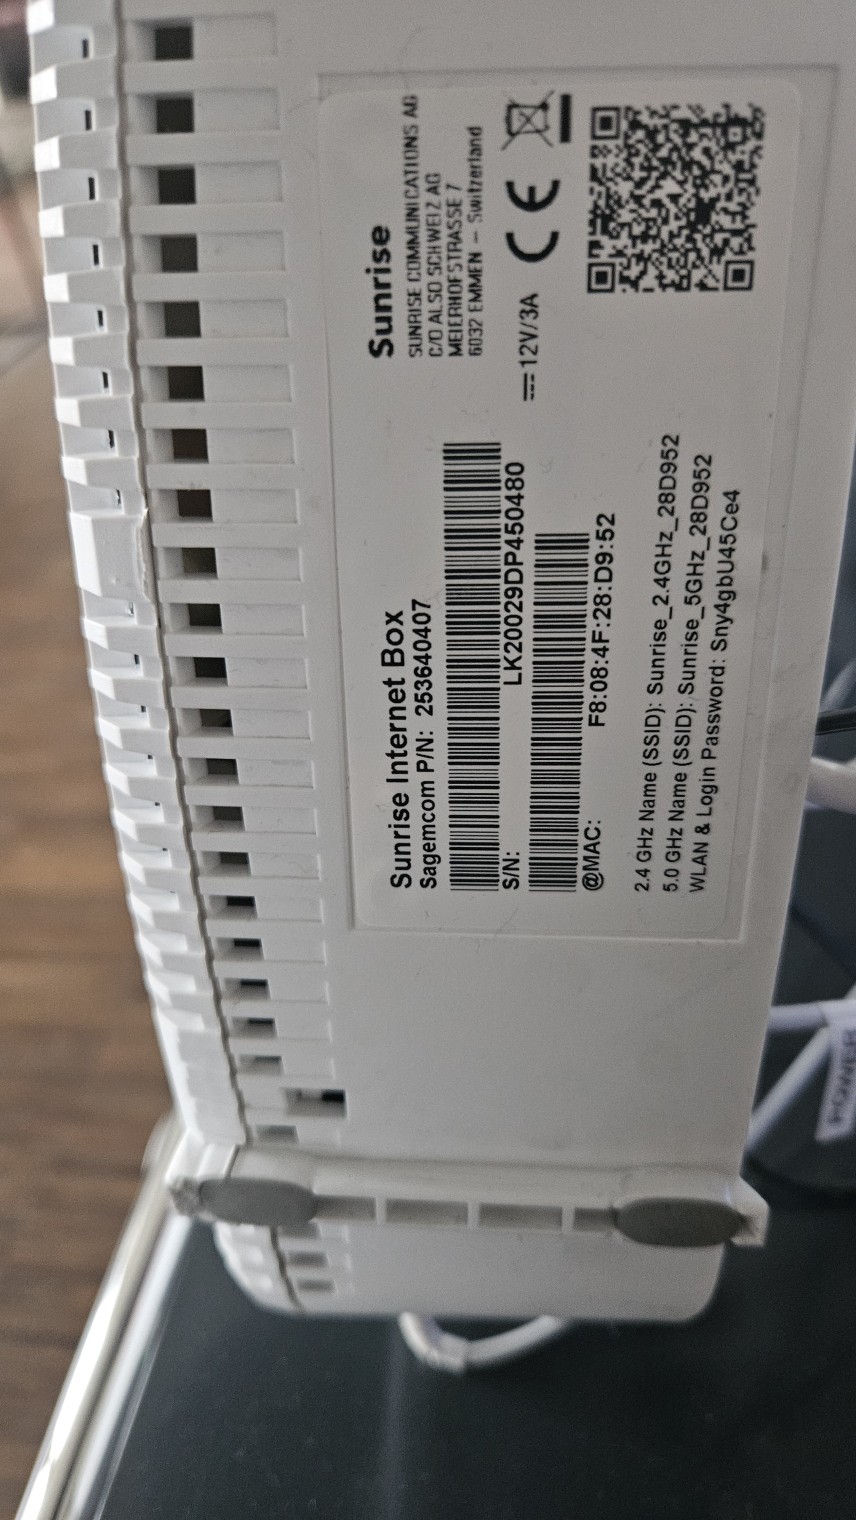 Sunrise
SUNRISE COMMUNICATIONS AG
C/O ALSO SCHWEIZ AG
MEIERHOFSTRASSE 7
6032 EMMEN – Switzerland
12V/3A CE
Sunrise Internet Box
Sagemcom P/N: 253640407
S/N: LK20029DP450480
@MAC: F8:08:4F:28:D9:52
2.4 GHz Name (SSID): Sunrise_2.4GHz_28D952
5.0 GHz Name (SSID): Sunrise_5GHz_28D952
WLAN & Login Password: Sny4gbU45Ce4
POWER